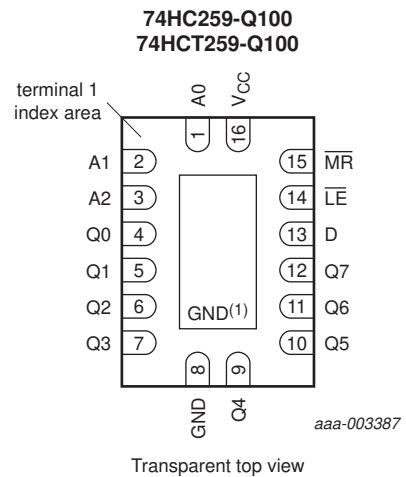 74HC259-Q100
74HCT259-Q100
terminal 1
index area
A0
VCC
1
16
A1 2
15 M̅R̅
A2 3
14 L̅E̅
Q0 4
13 D
Q1 5
12 Q7
Q2 6
11 Q6
GND(1)
Q3 7
10 Q5
8
9
GND
Q4
aaa-003387
Transparent top view